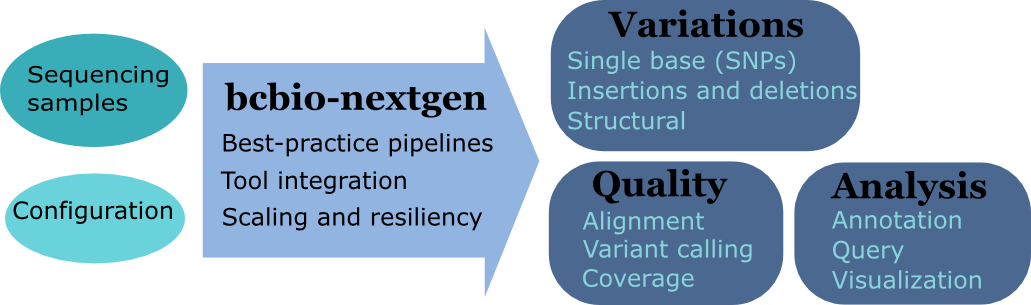 Sequencing
samples
Configuration
bcbio-nextgen
Best-practice pipelines
Tool integration
Scaling and resiliency
Variations
Single base (SNPs)
Insertions and deletions
Structural
Quality
Alignment
Variant calling
Coverage
Analysis
Annotation
Query
Visualization